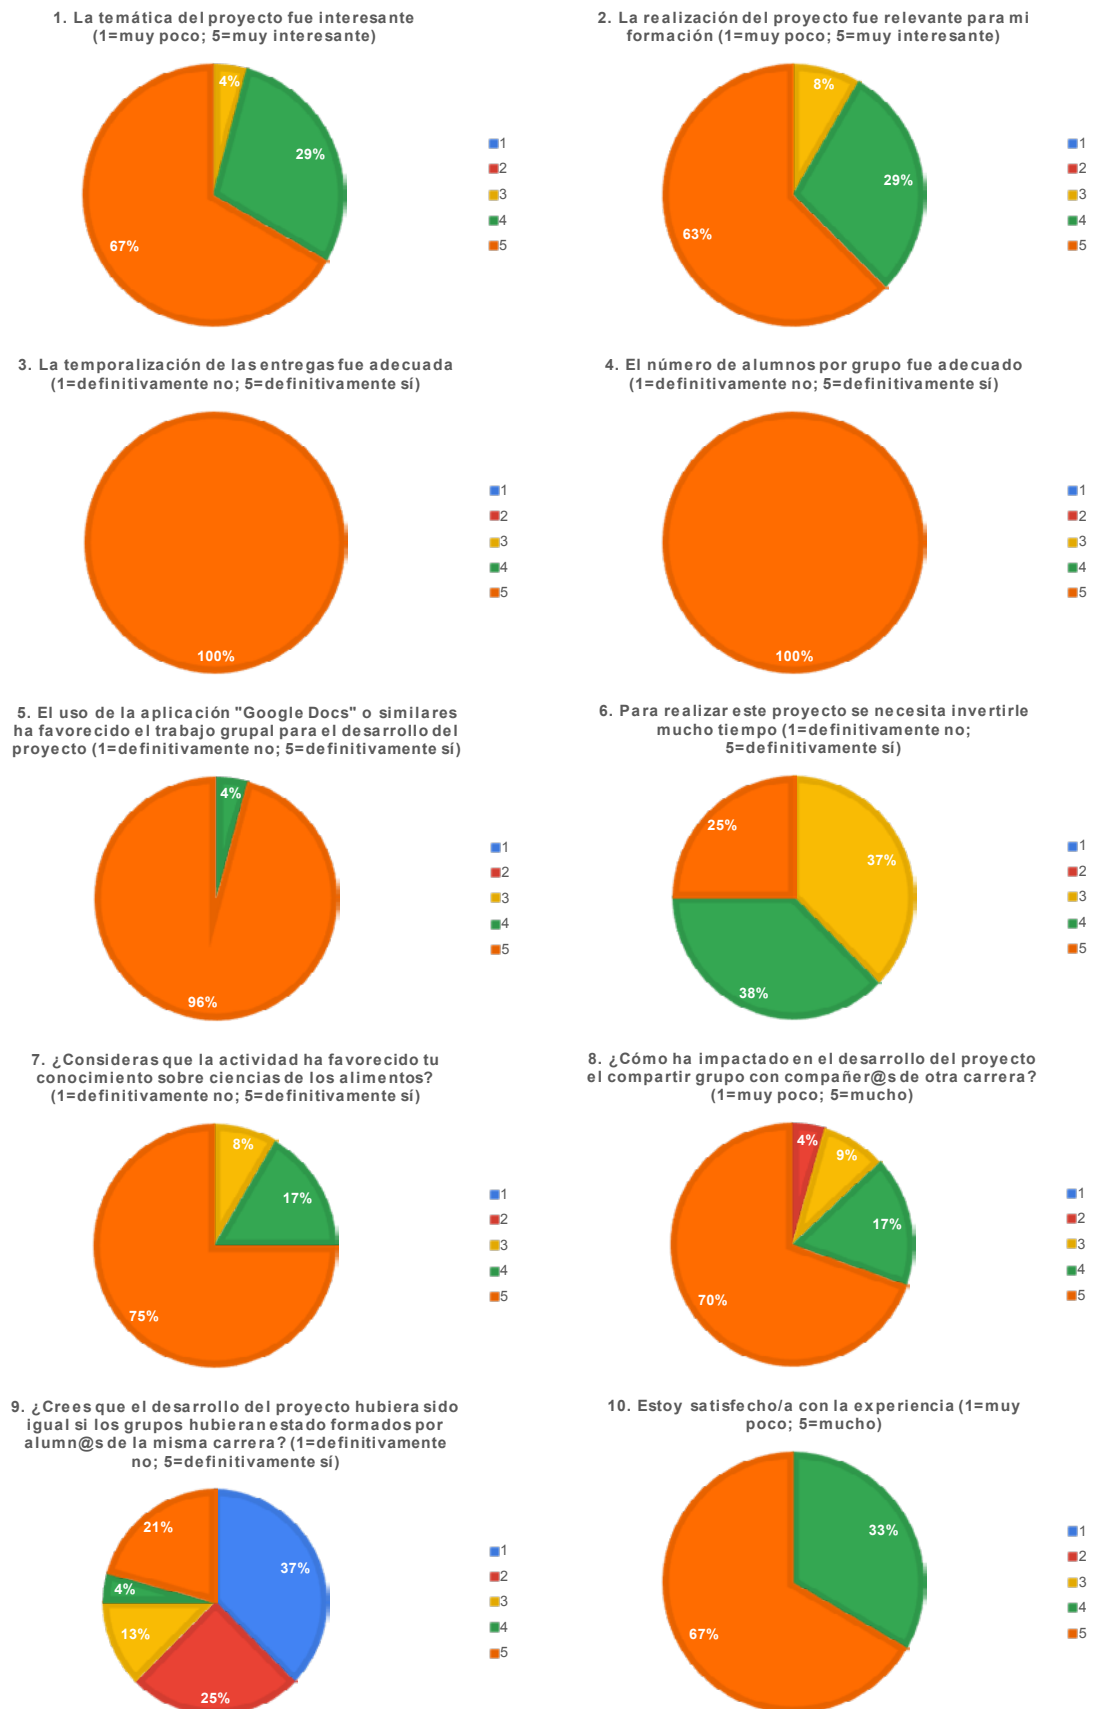 1. La temática del proyecto fue interesante
(1=muy poco; 5=muy interesante)
4%
29%
67%
1
2
3
4
5
2. La realización del proyecto fue relevante para mi
formación (1=muy poco; 5=muy interesante)
8%
29%
63%
1
2
3
4
5
3. La temporalización de las entregas fue adecuada
(1=definitivamente no; 5=definitivamente sí)
100%
1
2
3
4
5
4. El número de alumnos por grupo fue adecuado
(1=definitivamente no; 5=definitivamente sí)
100%
1
2
3
4
5
5. El uso de la aplicación "Google Docs" o similares
ha favorecido el trabajo grupal para el desarrollo del
proyecto (1=definitivamente no; 5=definitivamente sí)
4%
96%
1
2
3
4
5
6. Para realizar este proyecto se necesita invertirle
mucho tiempo (1=definitivamente no;
5=definitivamente sí)
25%
37%
38%
1
2
3
4
5
7. ¿Consideras que la actividad ha favorecido tu
conocimiento sobre ciencias de los alimentos?
(1=definitivamente no; 5=definitivamente sí)
8%
17%
75%
1
2
3
4
5
8. ¿Cómo ha impactado en el desarrollo del proyecto
el compartir grupo con compañer@s de otra carrera?
(1=muy poco; 5=mucho)
4%
9%
17%
70%
1
2
3
4
5
9. ¿Crees que el desarrollo del proyecto hubiera sido
igual si los grupos hubieran estado formados por
alumn@s de la misma carrera? (1=definitivamente
no; 5=definitivamente sí)
21%
37%
4%
13%
25%
1
2
3
4
5
10. Estoy satisfecho/a con la experiencia (1=muy
poco; 5=mucho)
33%
67%
1
2
3
4
5